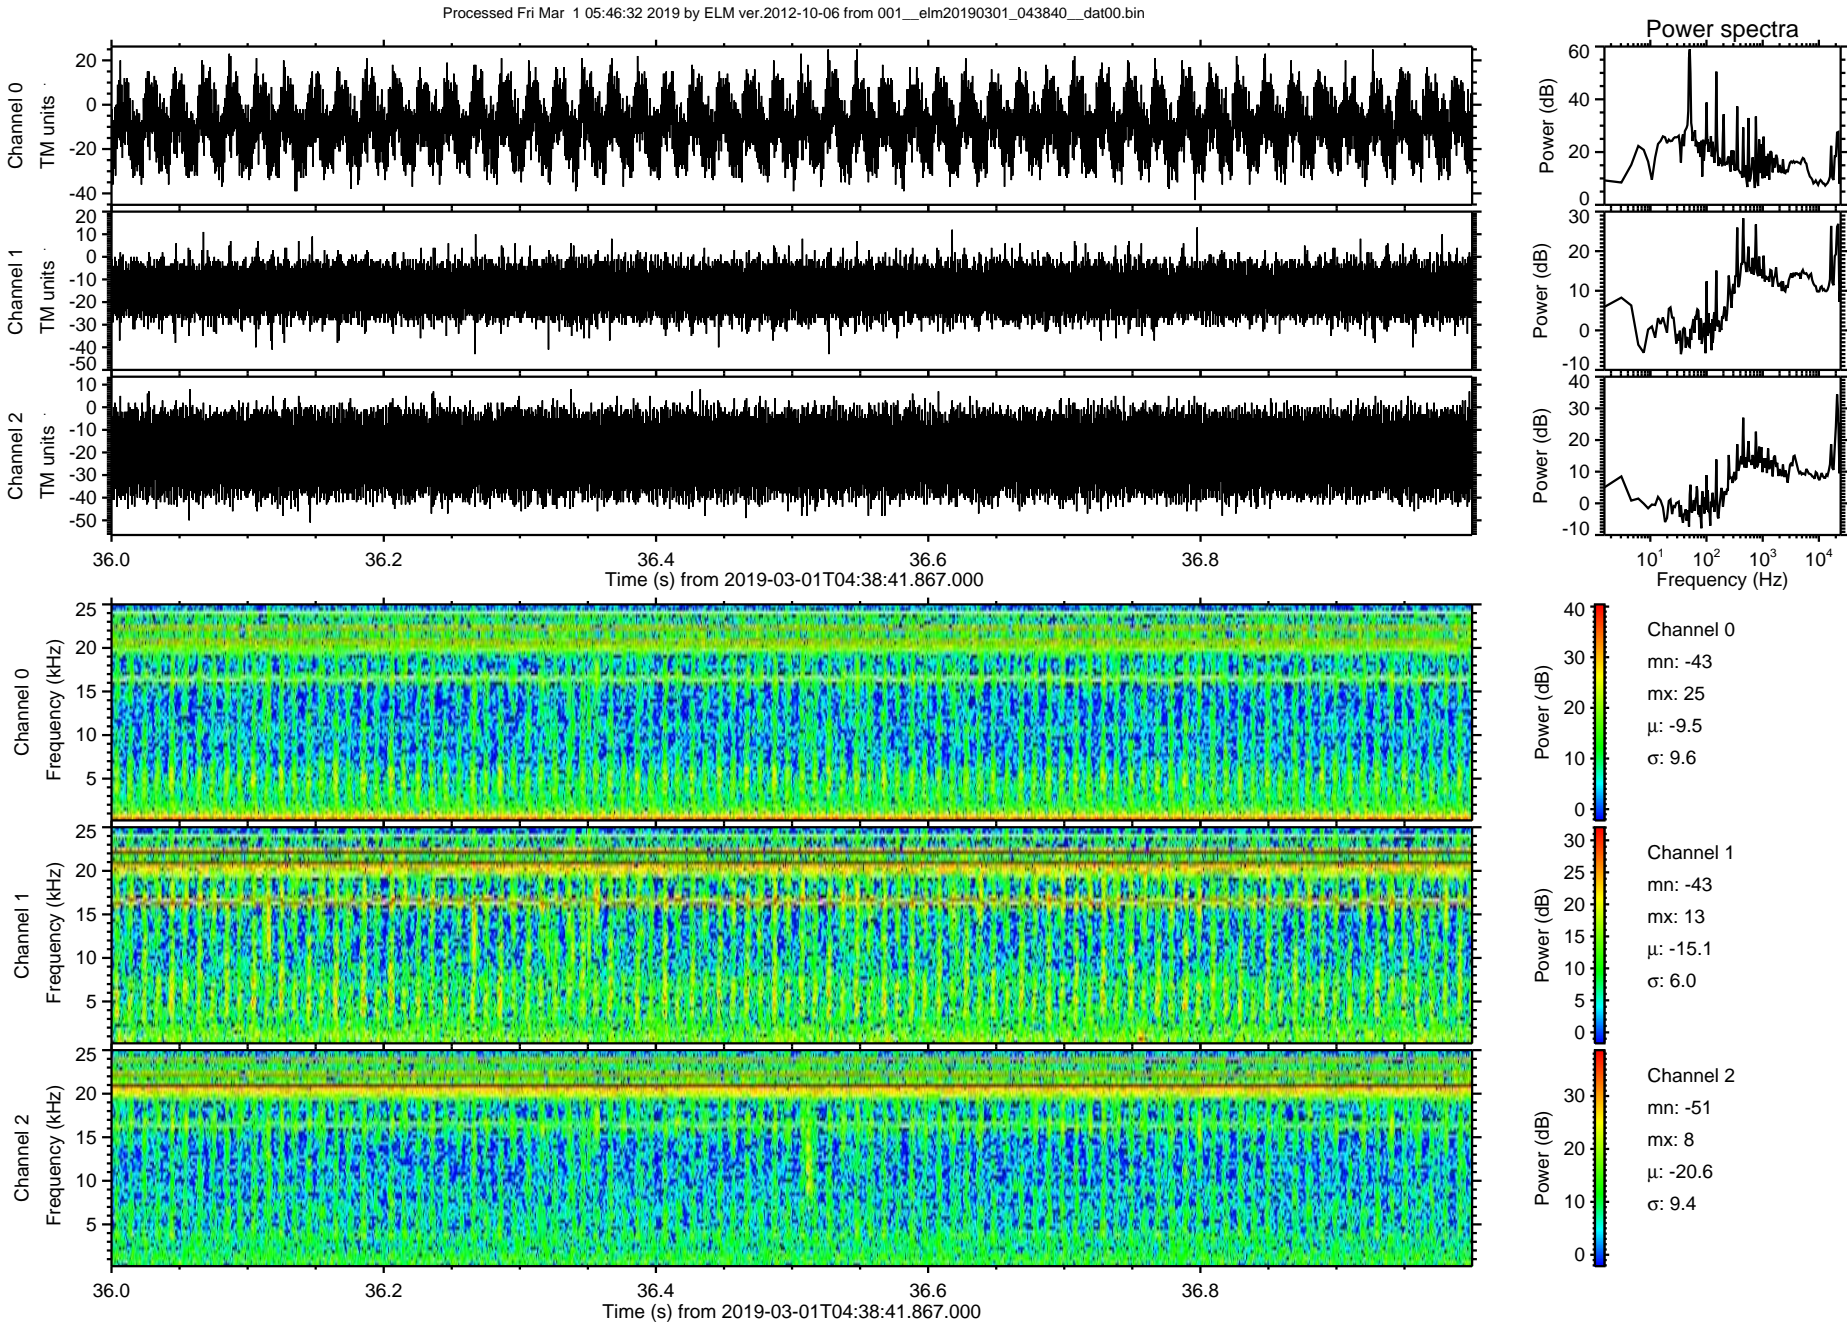 Processed Fri Mar 1 05:46:32 2019 by ELM ver.2012-10-06 from 001__elm20190301_043840__dat00.bin
Power spectra
Channel 0
TM units
20
0
-20
-40
Power (dB)
60
40
20
0
Channel 1
TM units
20
10
0
-10
-20
-30
-40
-50
Power (dB)
30
20
10
0
-10
Channel 2
TM units
10
0
-10
-20
-30
-40
-50
Power (dB)
40
30
20
10
0
-10
36.0 36.2 36.4 36.6 36.8
Time (s) from 2019-03-01T04:38:41.867.000
10¹ 10² 10³ 10⁴
Frequency (Hz)
Channel 0
Frequency (kHz)
25
20
15
10
5
Power (dB)
40
30
20
10
0
Channel 0
mn: -43
mx: 25
μ: -9.5
σ: 9.6
Channel 1
Frequency (kHz)
25
20
15
10
5
Power (dB)
30
25
20
15
10
5
0
Channel 1
mn: -43
mx: 13
μ: -15.1
σ: 6.0
Channel 2
Frequency (kHz)
25
20
15
10
5
Power (dB)
30
20
10
0
Channel 2
mn: -51
mx: 8
μ: -20.6
σ: 9.4
36.0 36.2 36.4 36.6 36.8
Time (s) from 2019-03-01T04:38:41.867.000